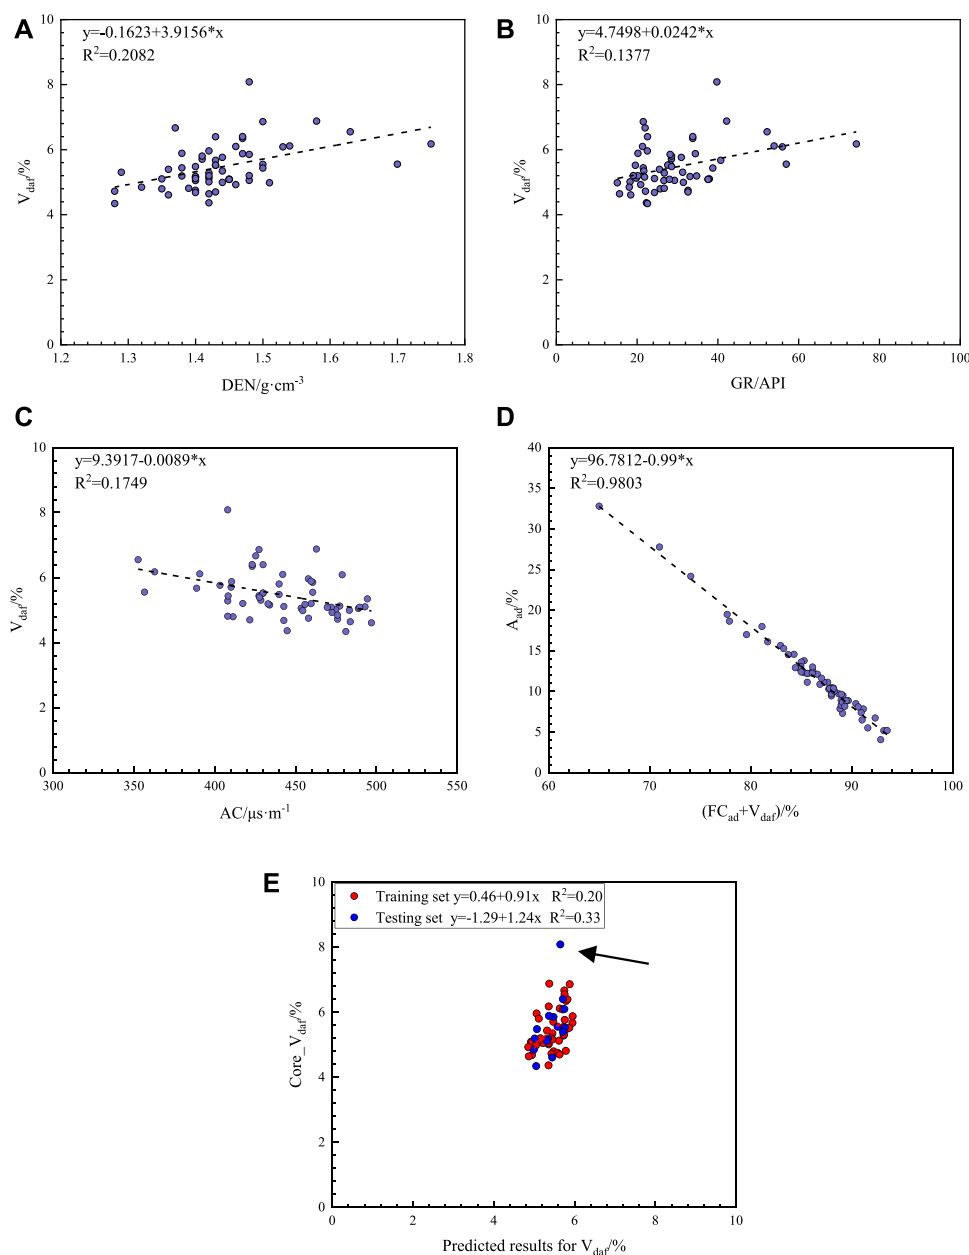 A
y=-0.1623+3.9156*x
R²=0.2082
10
8
6
4
2
0
V_daf/%
1.2 1.3 1.4 1.5 1.6 1.7 1.8
DEN/g·cm⁻³
B
y=4.7498+0.0242*x
R²=0.1377
10
8
6
4
2
0
V_daf/%
0 20 40 60 80 100
GR/API
C
y=9.3917-0.0089*x
R²=0.1749
10
8
6
4
2
0
V_daf/%
300 350 400 450 500 550
AC/μs·m⁻¹
D
y=96.7812-0.99*x
R²=0.9803
40
35
30
25
20
15
10
5
0
A_ad/%
60 70 80 90 100
(FC_ad+V_daf)/%
E
Training set y=0.46+0.91x R²=0.20
Testing set y=-1.29+1.24x R²=0.33
10
8
6
4
2
0
Core_V_daf/%
0 2 4 6 8 10
Predicted results for V_daf/%